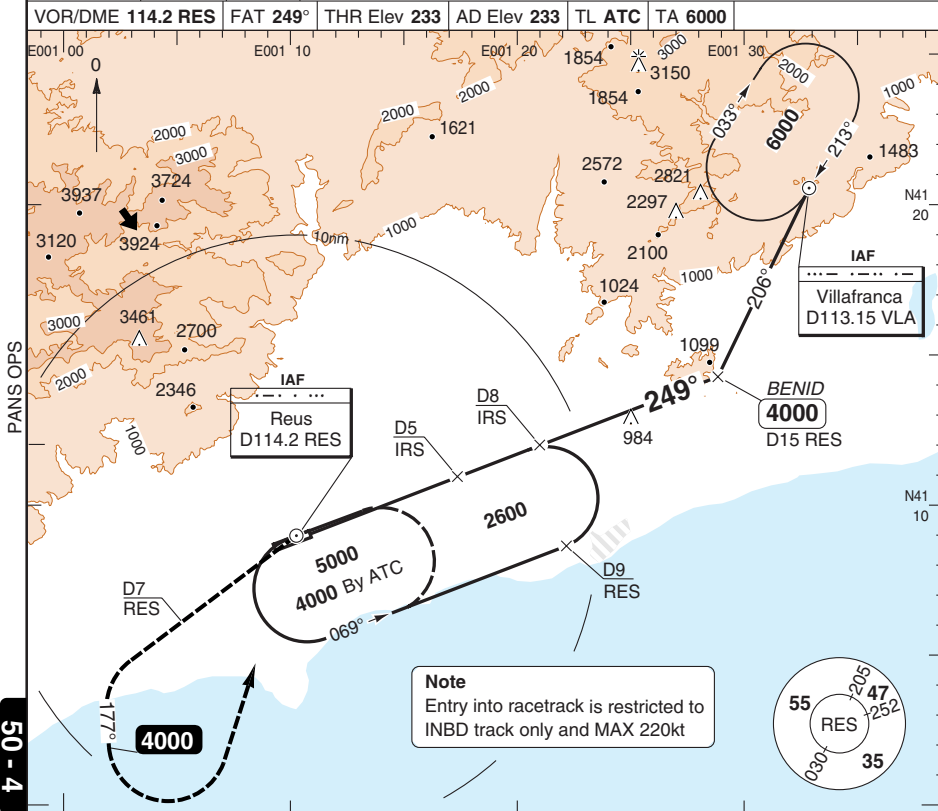 VOR/DME 114.2 RES
FAT 249°
THR Elev 233
AD Elev 233
TL ATC
TA 6000
E001 00
E001 10
E001 20
E001 30
0
1854
3000
3150
1854
2000
1000
2000
2000
1621
033°
6000
213°
1483
2000
3000
3724
3937
3924
3120
2572
2821
2297
2100
N41
20
10nm
1000
1000
1024
206°
IAF
Villafranca
D113.15 VLA
3000
3461
2700
2000
2346
1000
1099
249°
BENID
4000
D15 RES
984
PANS OPS
IAF
Reus
D114.2 RES
D5
IRS
D8
IRS
N41
10
2600
5000
4000 By ATC
069°
D9
RES
D7
RES
177°
4000
Note
Entry into racetrack is restricted to
INBD track only and MAX 220kt
55
205
47
252
RES
030
35
50 - 4